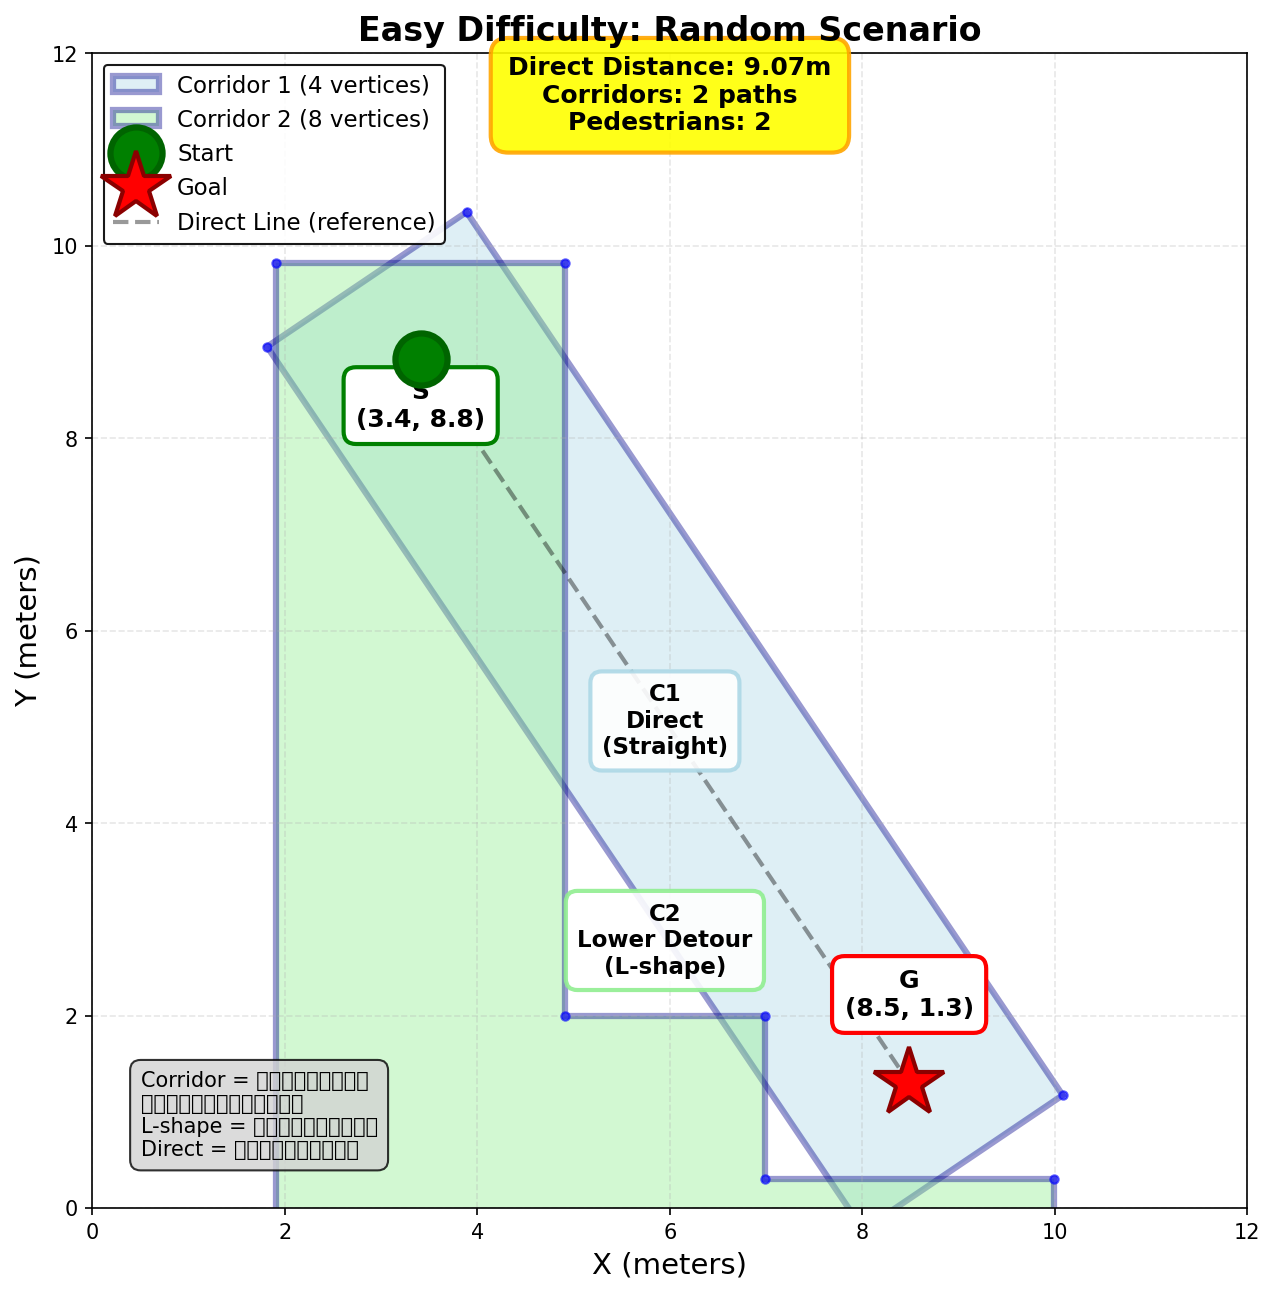 Easy Difficulty: Random Scenario
Direct Distance: 9.07m
Corridors: 2 paths
Pedestrians: 2
Corridor 1 (4 vertices)
Corridor 2 (8 vertices)
Start
Goal
Direct Line (reference)
S
(3.4, 8.8)
C1
Direct
(Straight)
C2
Lower Detour
(L-shape)
G
(8.5, 1.3)
Corridor =
L-shape =
Direct =
Y (meters)
12
10
8
6
4
2
0
0 2 4 6 8 10 12
X (meters)